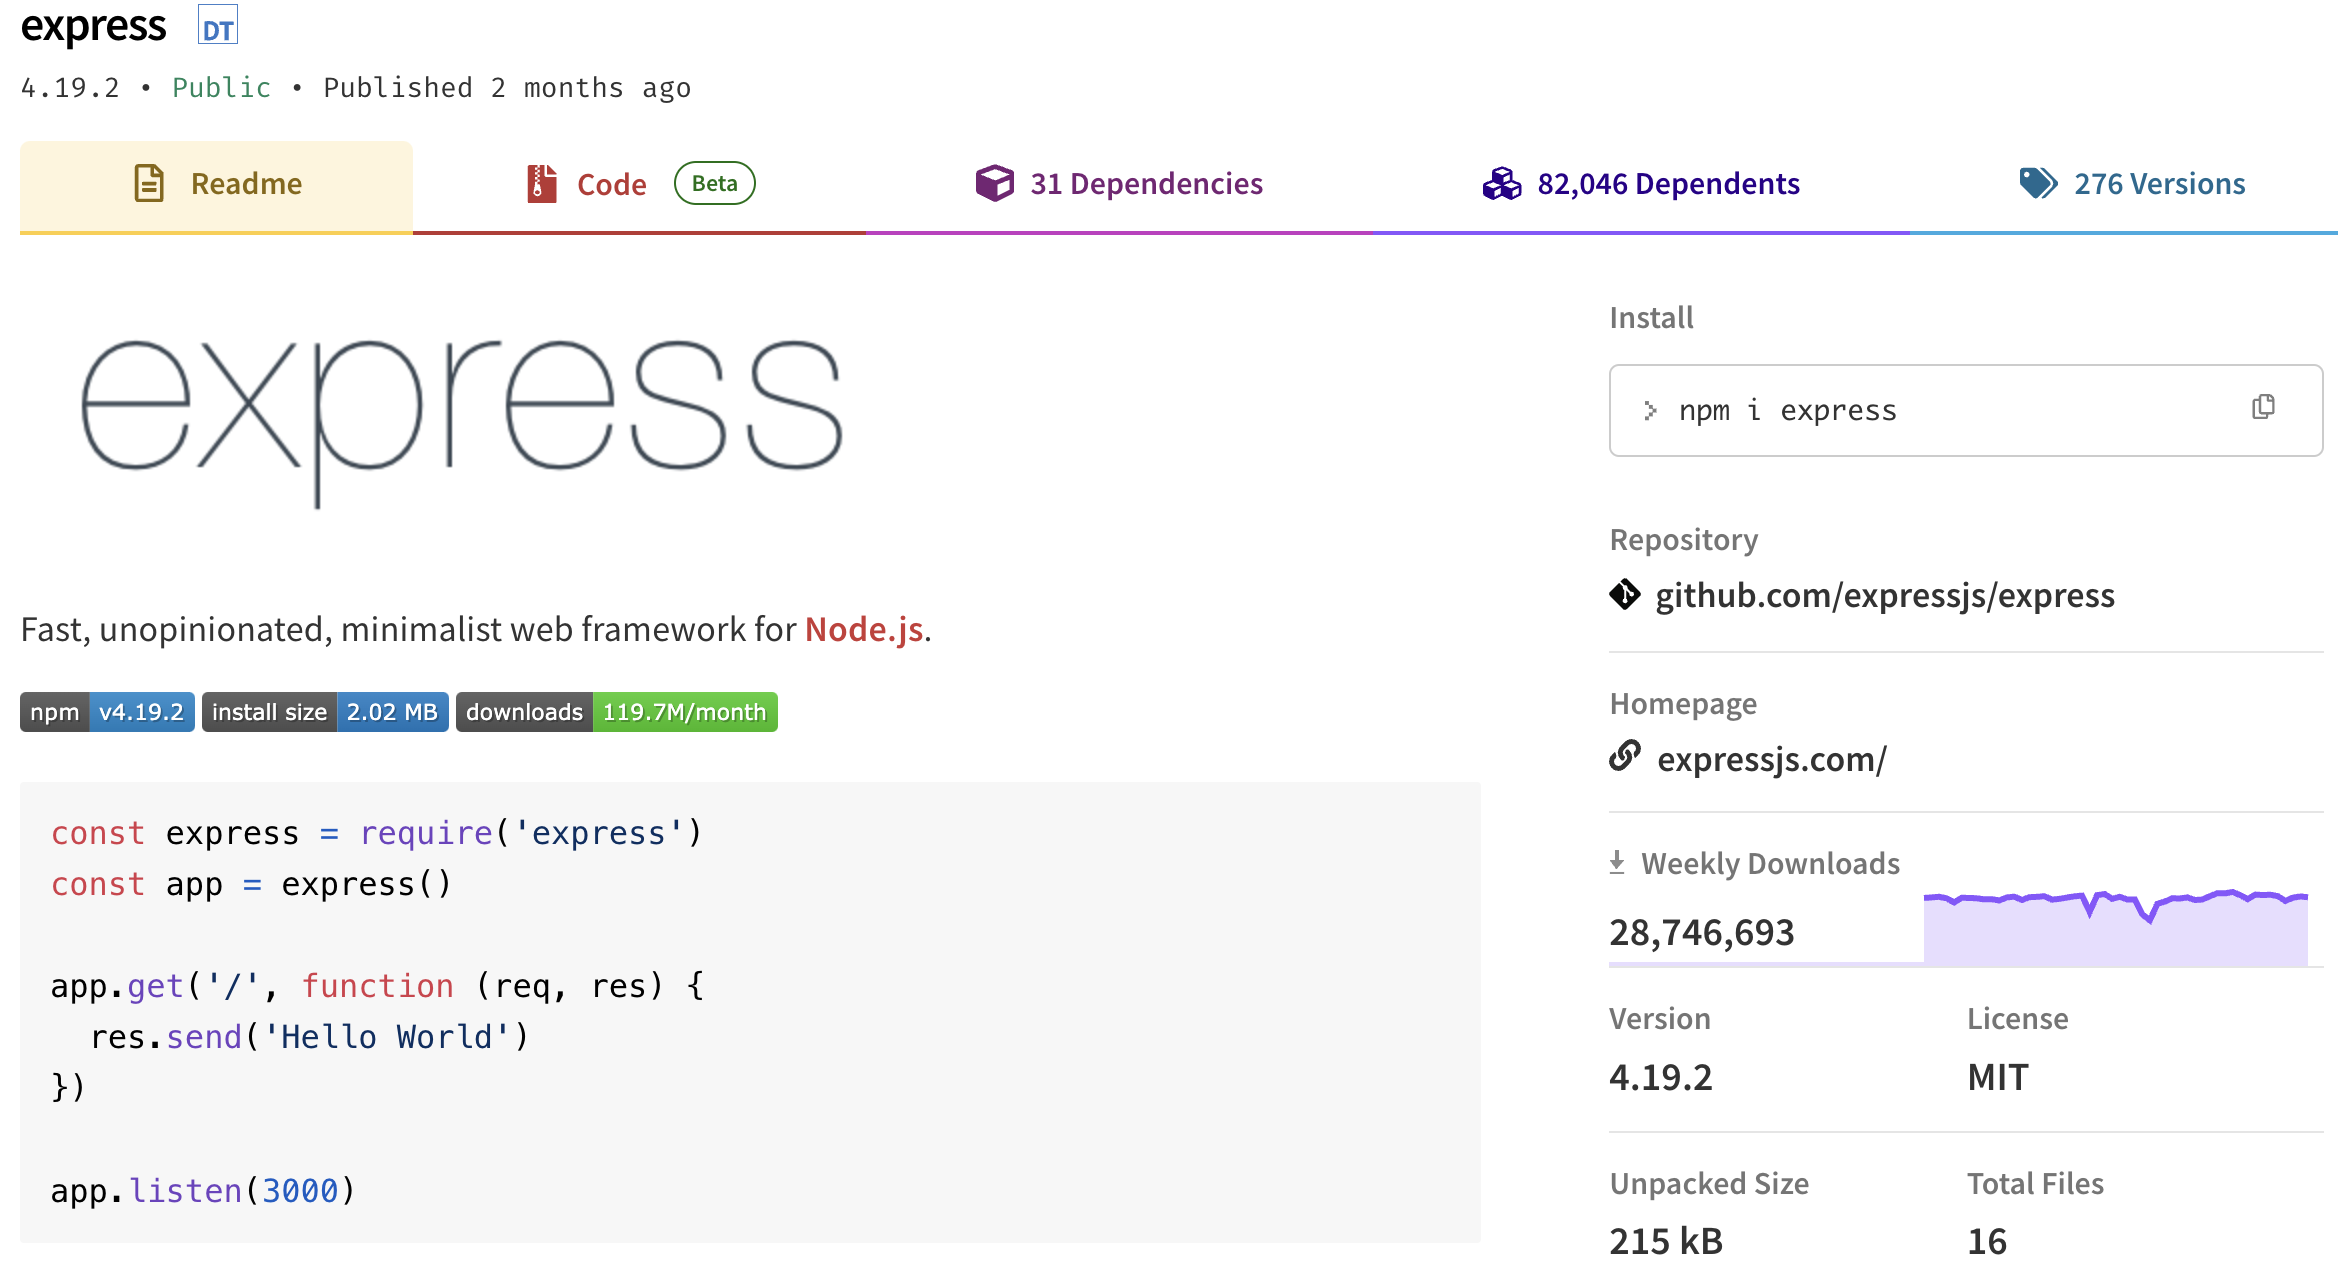 express DT
4.19.2 • Public • Published 2 months ago
Readme
Code Beta
31 Dependencies
82,046 Dependents
276 Versions
express
Fast, unopinionated, minimalist web framework for Node.js.
npm v4.19.2 install size 2.02 MB downloads 119.7M/month
const express = require('express')
const app = express()
app.get('/', function (req, res) {
  res.send('Hello World')
})
app.listen(3000)
Install
> npm i express
Repository
github.com/expressjs/express
Homepage
expressjs.com/
Weekly Downloads
28,746,693
Version
4.19.2
License
MIT
Unpacked Size
215 kB
Total Files
16